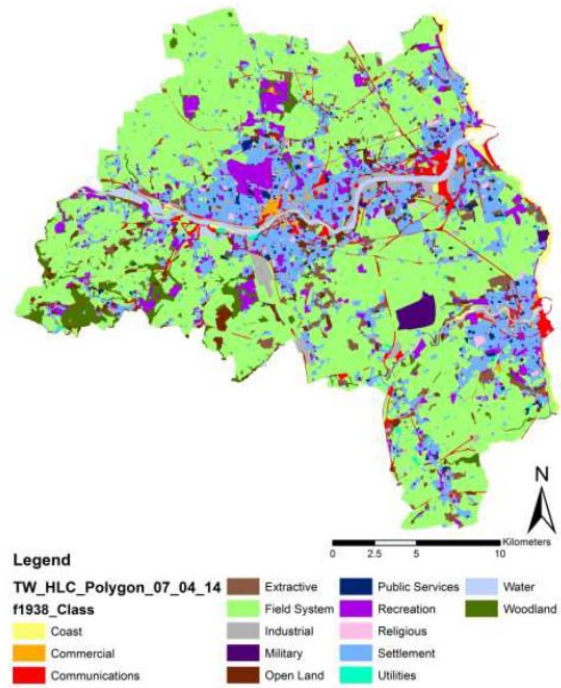 N
Kilometers
0 2.5 5 10
Legend
TW_HLC_Polygon_07_04_14
f1938_Class
Coast
Commercial
Communications
Extractive
Field System
Industrial
Military
Open Land
Public Services
Recreation
Religious
Settlement
Utilities
Water
Woodland